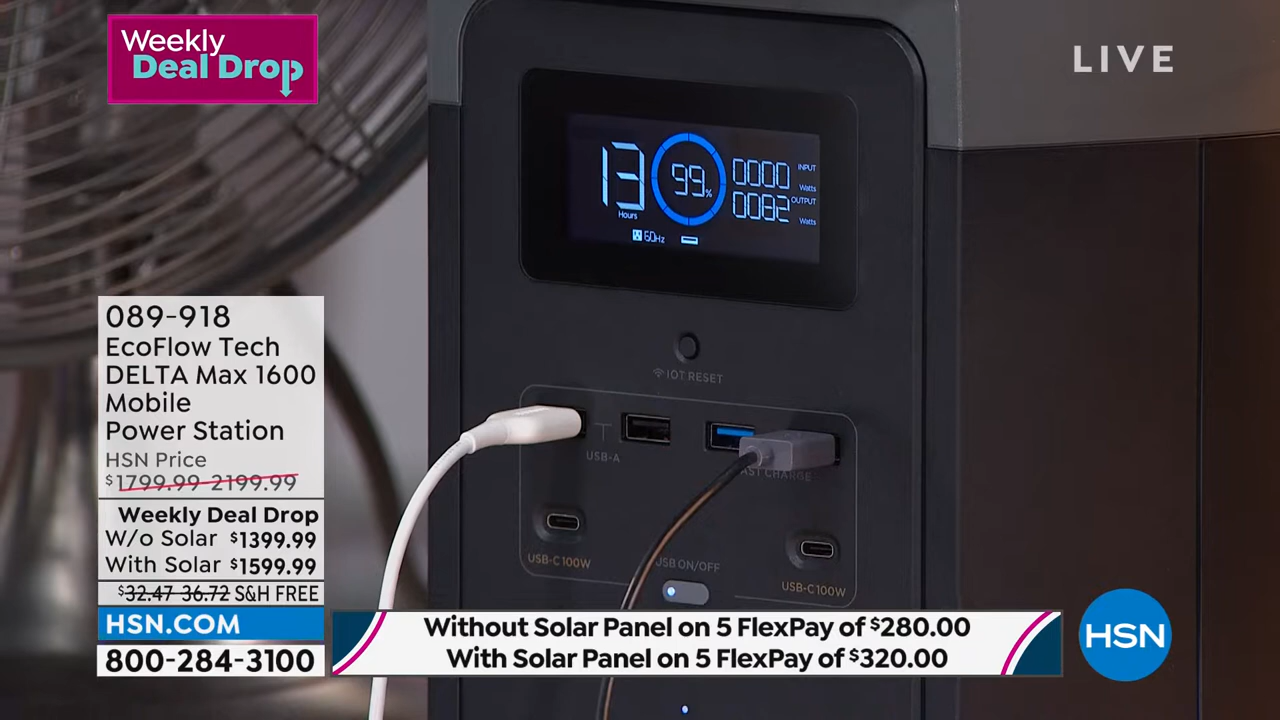 Weekly
Deal Drop
LIVE
13
Hours
99%
0000 INPUT
Watts
0082 OUTPUT
Watts
60Hz
IOT RESET
USB-A
AST CHARGE
USB-C 100W
SB ON/OFF
USB-C 100W
089-918
EcoFlow Tech
DELTA Max 1600
Mobile
Power Station
HSN Price
$1799.99-2199.99
Weekly Deal Drop
W/o Solar $1399.99
With Solar $1599.99
$32.47-36.72 S&H FREE
HSN.COM
800-284-3100
Without Solar Panel on 5 FlexPay of $280.00
With Solar Panel on 5 FlexPay of $320.00
HSN